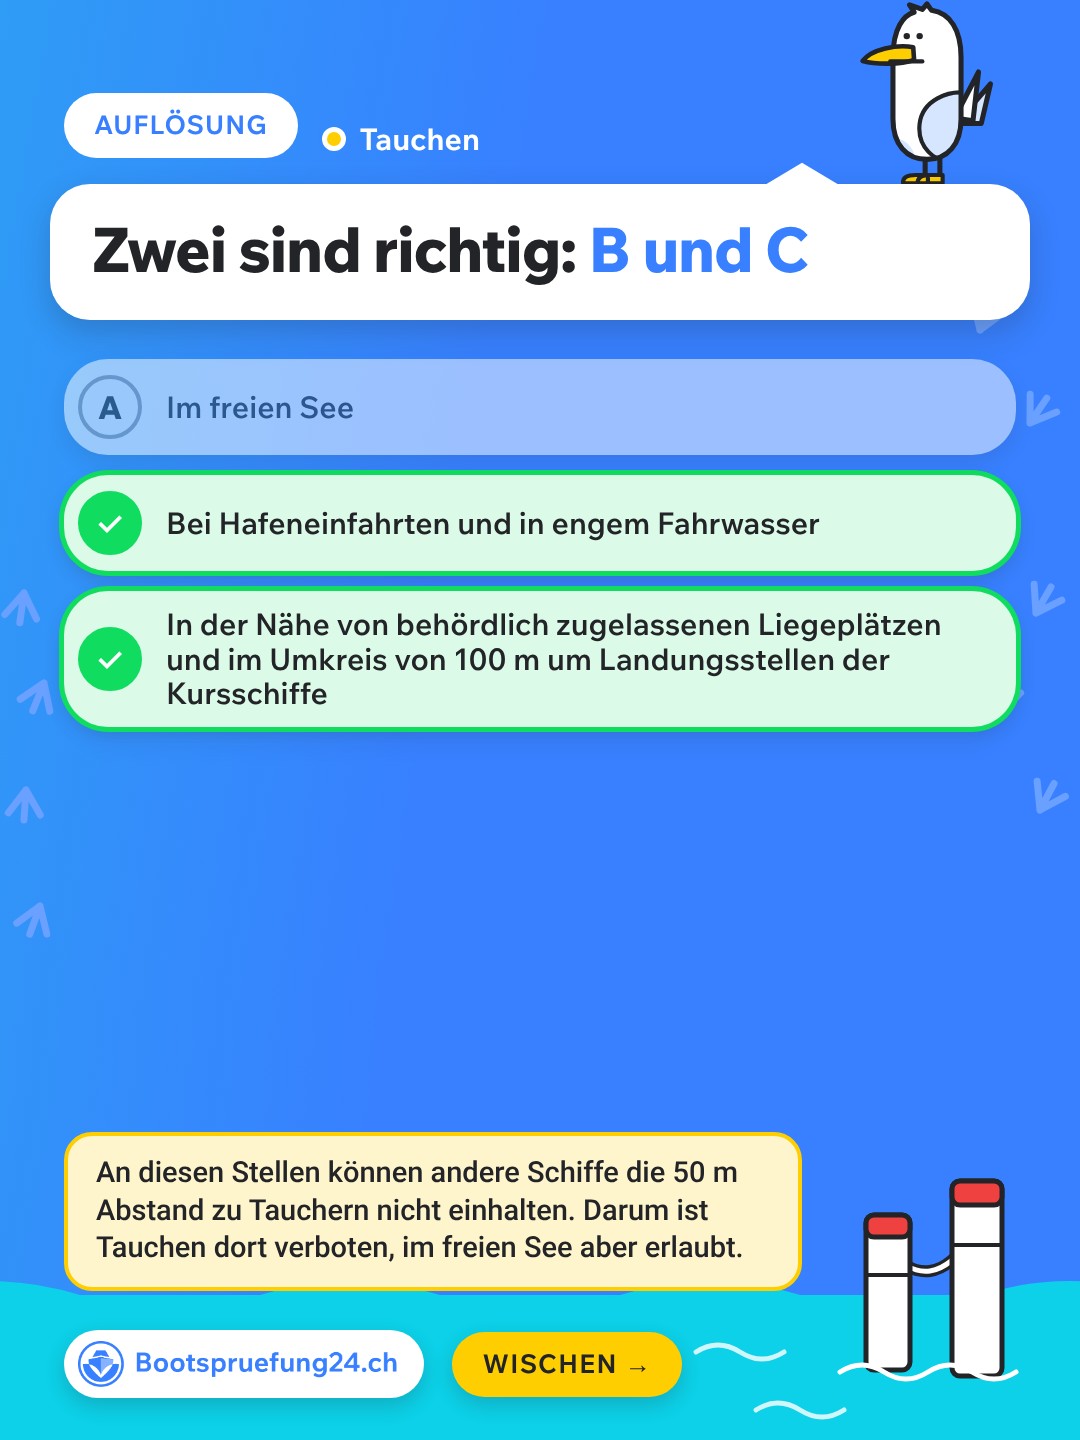 AUFLÖSUNG
Tauchen
Zwei sind richtig: B und C
A
Im freien See
Bei Hafeneinfahrten und in engem Fahrwasser
In der Nähe von behördlich zugelassenen Liegeplätzen
und im Umkreis von 100 m um Landungsstellen der
Kursschiffe
An diesen Stellen können andere Schiffe die 50 m
Abstand zu Tauchern nicht einhalten. Darum ist
Tauchen dort verboten, im freien See aber erlaubt.
Bootspruefung24.ch
WISCHEN →